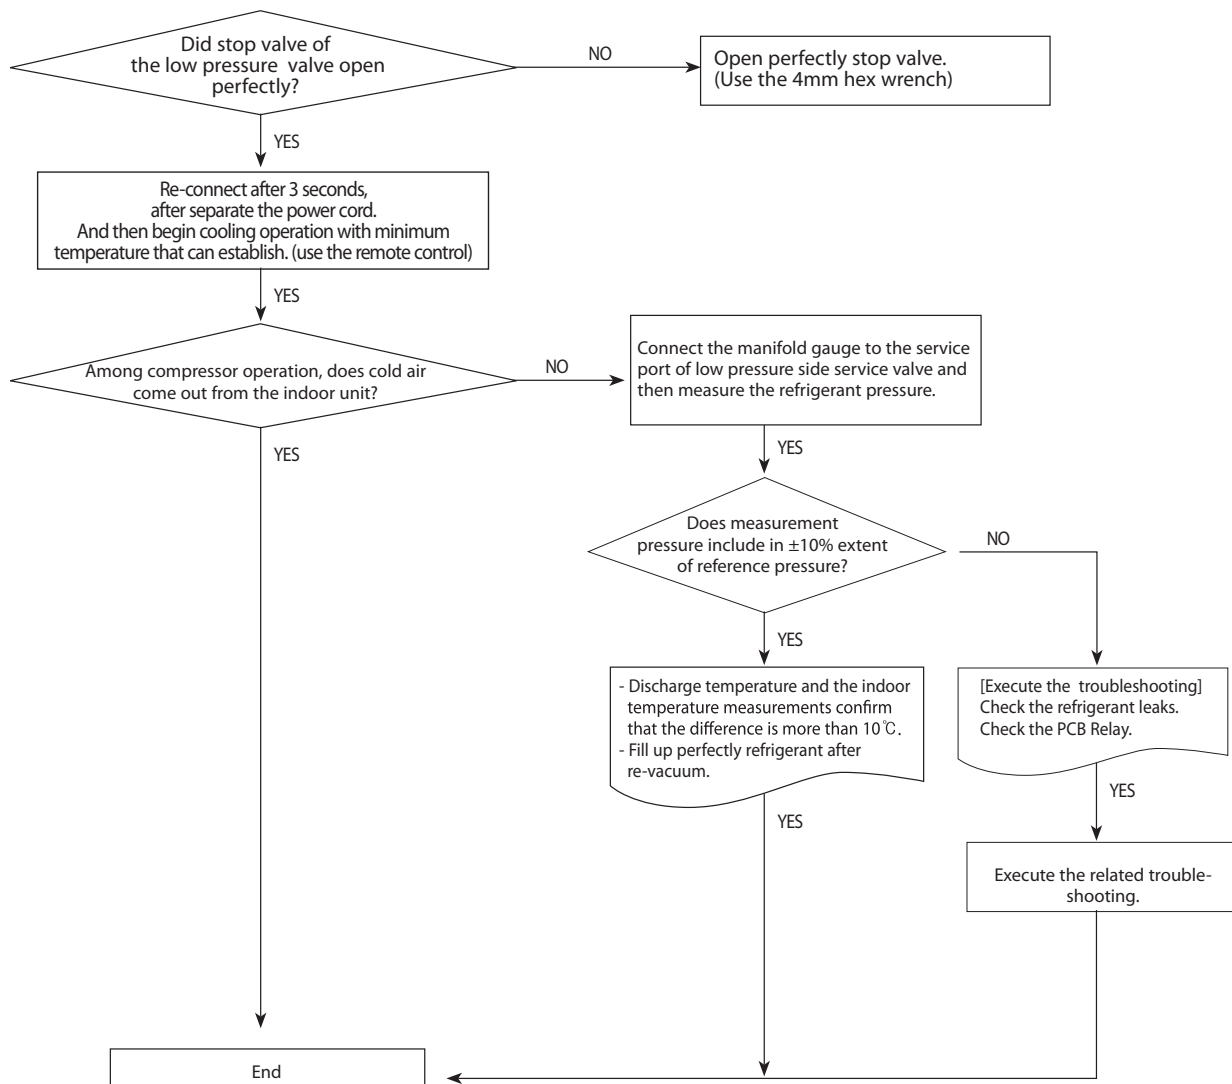 Did stop valve of
the low pressure valve open
perfectly?
NO
Open perfectly stop valve.
(Use the 4mm hex wrench)
YES
Re-connect after 3 seconds,
after separate the power cord.
And then begin cooling operation with minimum
temperature that can establish. (use the remote control)
YES
Among compressor operation, does cold air
come out from the indoor unit?
NO
Connect the manifold gauge to the service
port of low pressure side service valve and
then measure the refrigerant pressure.
YES
YES
Does measurement
pressure include in ±10% extent
of reference pressure?
NO
YES
- Discharge temperature and the indoor
temperature measurements confirm
that the difference is more than 10℃.
- Fill up perfectly refrigerant after
re-vacuum.
[Execute the troubleshooting]
Check the refrigerant leaks.
Check the PCB Relay.
YES
YES
Execute the related trouble-
shooting.
End